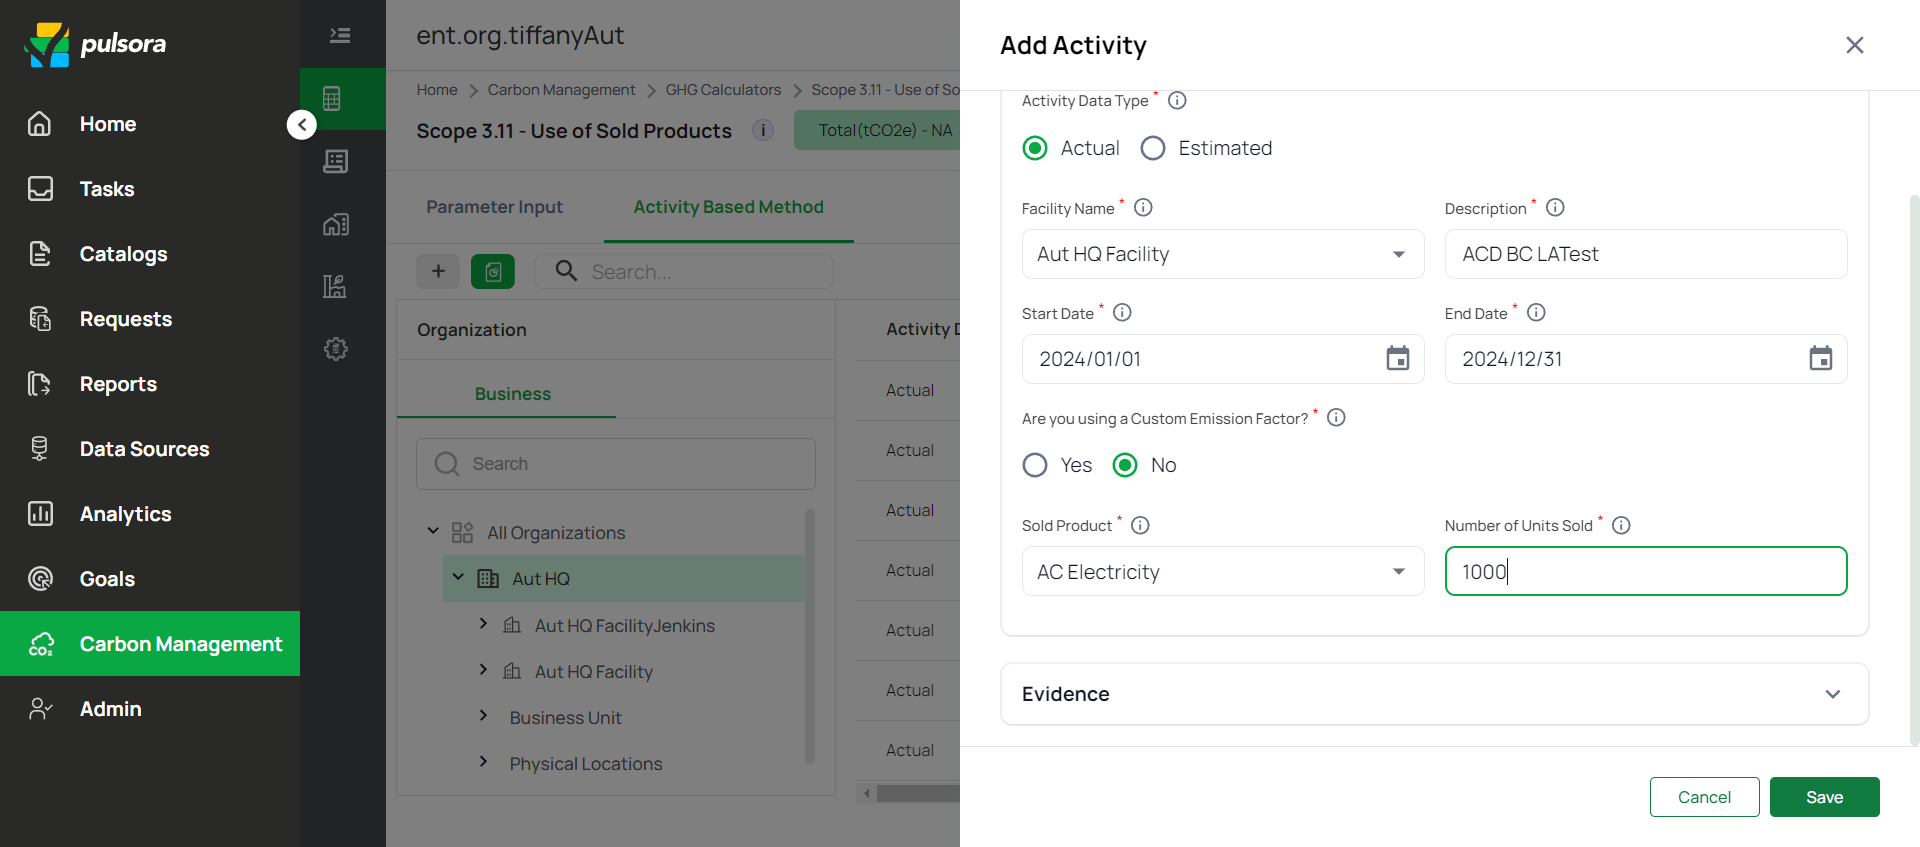 pulsora
Home
Tasks
Catalogs
Requests
Reports
Data Sources
Analytics
Goals
CO₂
Carbon Management
Admin
ent.org.tiffanyAut
Home > Carbon Management > GHG Calculators > Scope 3.11 - Use of So
Scope 3.11 - Use of Sold Products
Total(tCO2e) - NA
Parameter Input
Activity Based Method
+
Search...
Organization
Business
Search
All Organizations
Aut HQ
Aut HQ FacilityJenkins
Aut HQ Facility
Business Unit
Physical Locations
Activity D
Actual
Actual
Actual
Actual
Actual
Actual
Actual
Add Activity
Activity Data Type *
Actual
Estimated
Facility Name *
Description *
Aut HQ Facility
ACD BC LATest
Start Date *
End Date *
2024/01/01
2024/12/31
Are you using a Custom Emission Factor? *
Yes
No
Sold Product *
Number of Units Sold *
AC Electricity
1000
Evidence
Cancel
Save